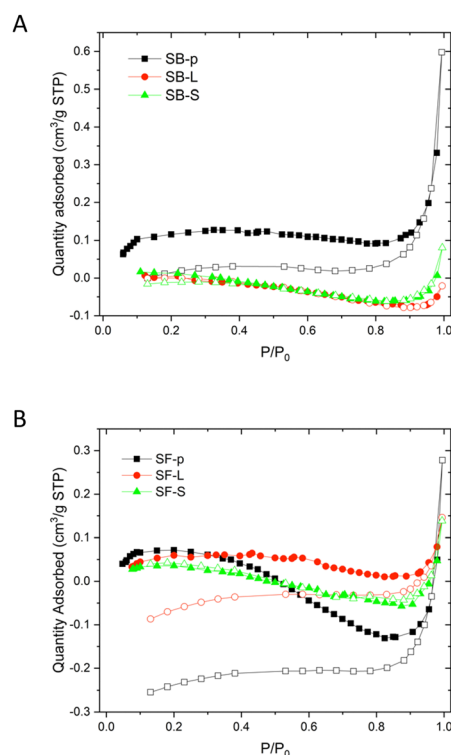 A
Quantity adsorbed (cm³/g STP)
0.6
0.5
0.4
0.3
0.2
0.1
0.0
-0.1
SB-p
SB-L
SB-S
0.0 0.2 0.4 0.6 0.8 1.0
P/P₀
B
Quantity Adsorbed (cm³/g STP)
0.3
0.2
0.1
0.0
-0.1
-0.2
-0.3
SF-p
SF-L
SF-S
0.0 0.2 0.4 0.6 0.8 1.0
P/P₀